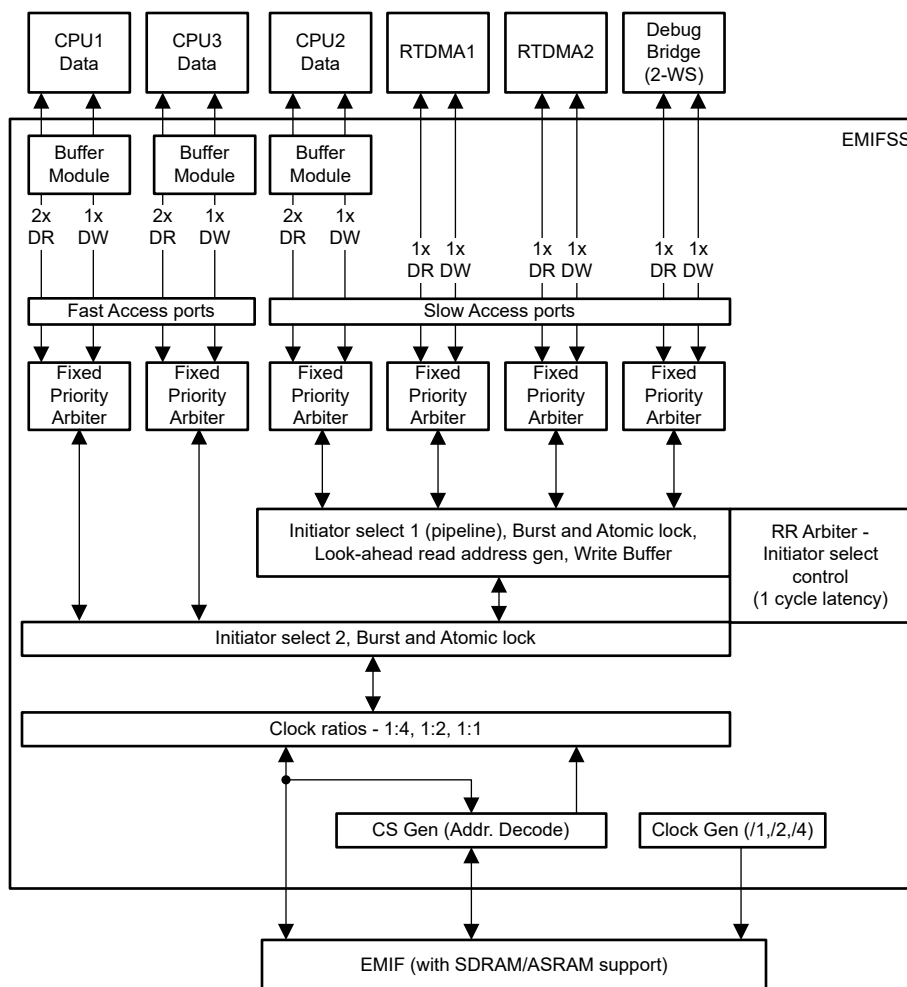 CPU1
Data
CPU3
Data
CPU2
Data
RTDMA1
RTDMA2
Debug
Bridge
(2-WS)
EMIFSS
Buffer
Module
Buffer
Module
Buffer
Module
2x
DR
1x
DW
2x
DR
1x
DW
2x
DR
1x
DW
1x
DR
1x
DW
1x
DR
1x
DW
1x
DR
1x
DW
Fast Access ports
Slow Access ports
Fixed
Priority
Arbiter
Fixed
Priority
Arbiter
Fixed
Priority
Arbiter
Fixed
Priority
Arbiter
Fixed
Priority
Arbiter
Fixed
Priority
Arbiter
Initiator select 1 (pipeline), Burst and Atomic lock,
Look-ahead read address gen, Write Buffer
RR Arbiter -
Initiator select
control
(1 cycle latency)
Initiator select 2, Burst and Atomic lock
Clock ratios - 1:4, 1:2, 1:1
CS Gen (Addr. Decode)
Clock Gen (/1,/2,/4)
EMIF (with SDRAM/ASRAM support)